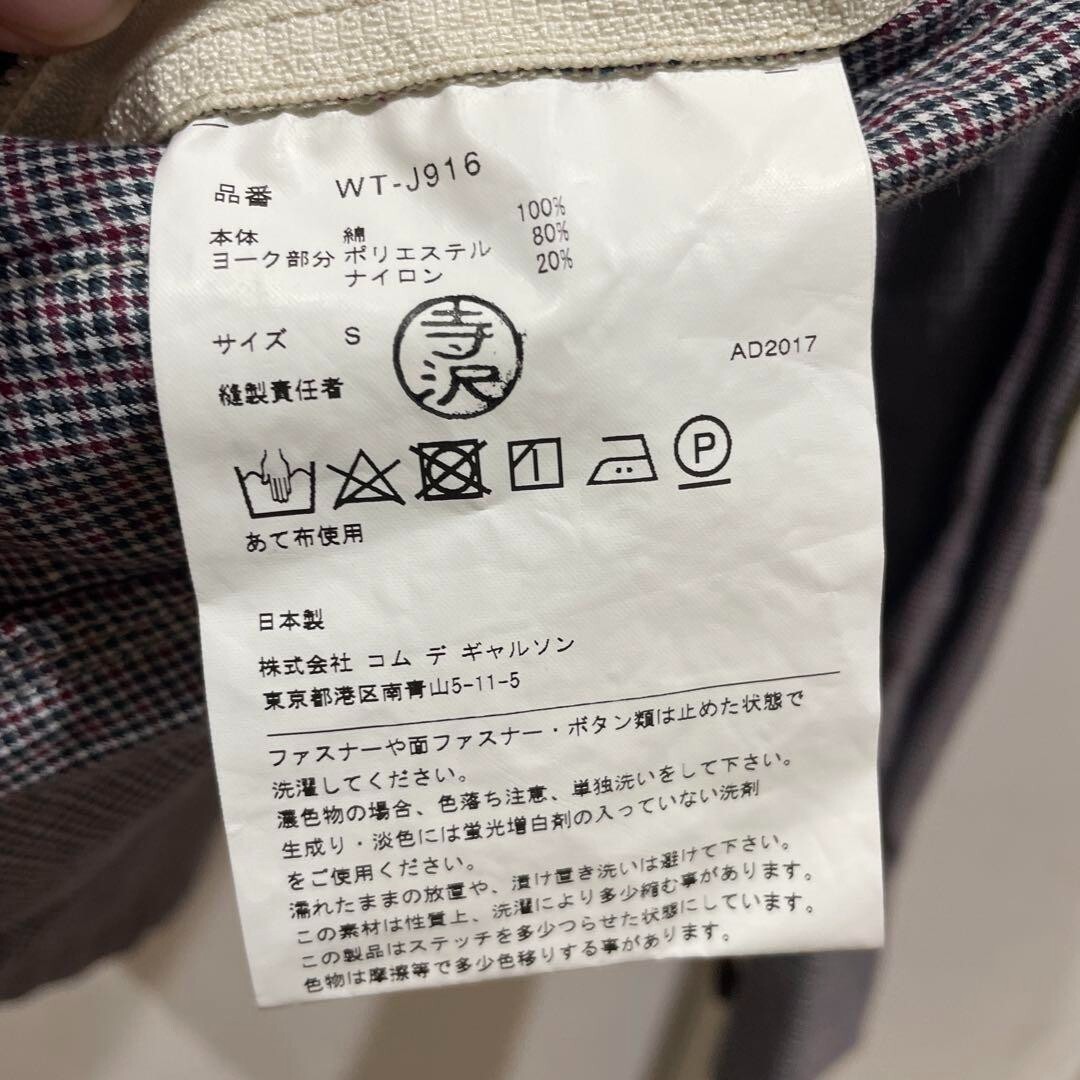 品番 WT-J916
本体 綿 100%
ヨーク部分 ポリエステル 80%
ナイロン 20%
サイズ S
AD2017
縫製責任者
寺沢
P
あて布使用
日本製
株式会社 コム デ ギャルソン
東京都港区南青山5-11-5
ファスナーや面ファスナー・ボタン類は止めた状態で
洗濯してください。
濃色物の場合、色落ち注意、単独洗いをして下さい。
生成り・淡色には蛍光増白剤の入っていない洗剤
をご使用ください。
濡れたままの放置や、漬け置き洗いは避けて下さい。
この素材は性質上、洗濯により多少縮む事があります。
この製品はステッチを多少つらせた状態にしています。
色物は摩擦等で多少色移りする事があります。